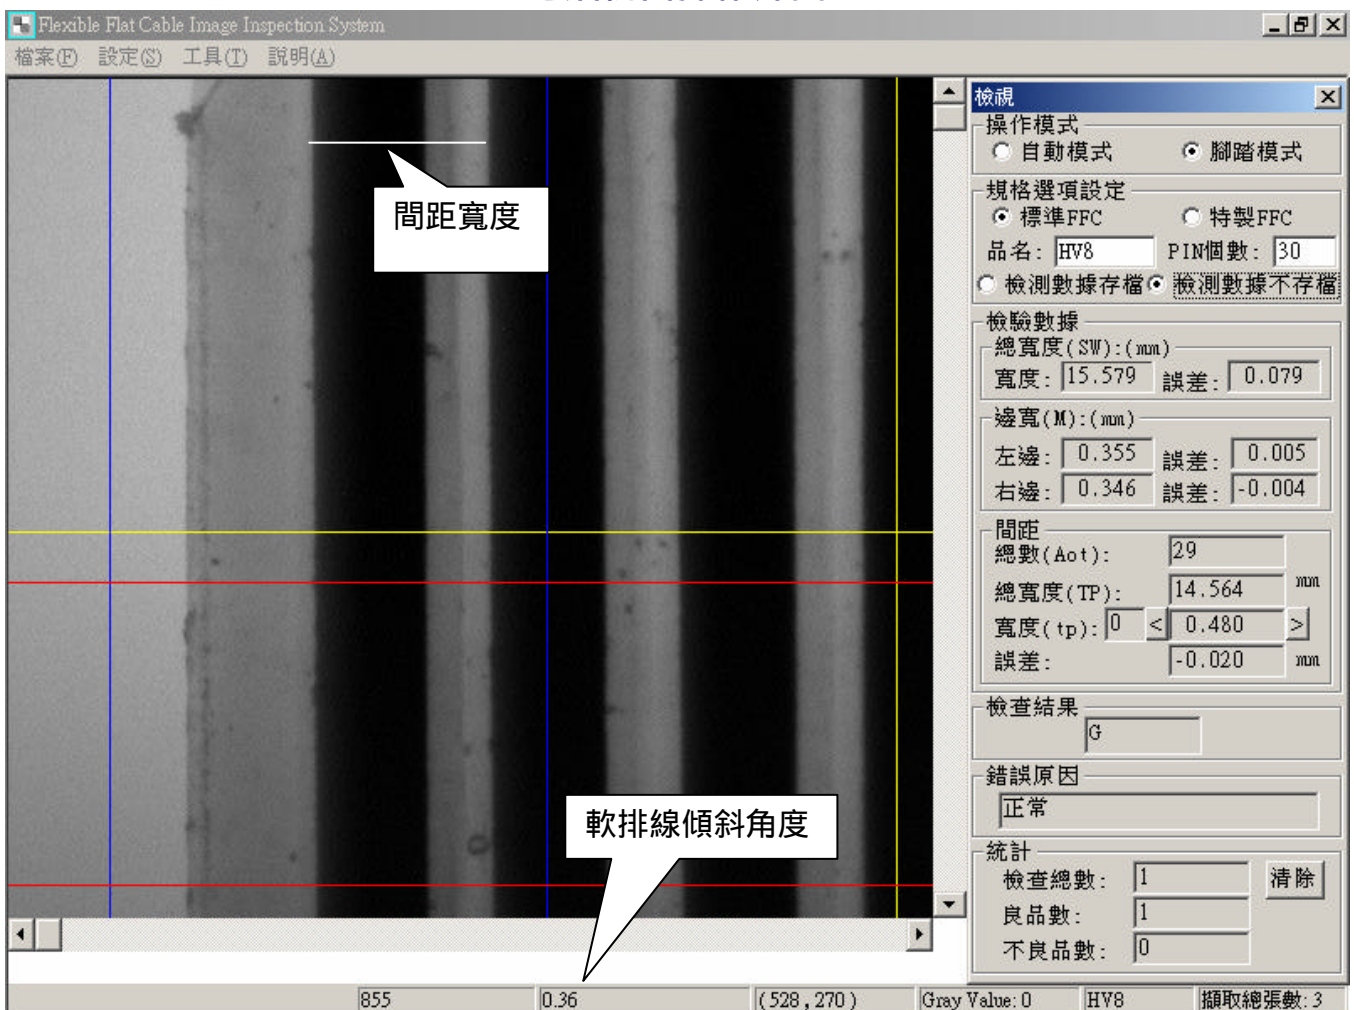 Flexible Flat Cable Image Inspection System
檔案(F) 設定(S) 工具(T) 說明(A)
間距寬度
軟排線傾斜角度
檢視
操作模式
自動模式 腳踏模式
規格選項設定
標準FFC 特製FFC
品名: HV8 PIN個數: 30
檢測數據存檔 檢測數據不存檔
檢驗數據
總寬度(SW):(mm)
寬度: 15.579 誤差: 0.079
邊寬(M):(mm)
左邊: 0.355 誤差: 0.005
右邊: 0.346 誤差: -0.004
間距
總數(Aot): 29
總寬度(TP): 14.564 mm
寬度(tp): 0 < 0.480 >
誤差: -0.020 mm
檢查結果
G
錯誤原因
正常
統計
檢查總數: 1 清除
良品數: 1
不良品數: 0
855 0.36 (528,270) Gray Value: 0 HV8 擷取總張數: 3